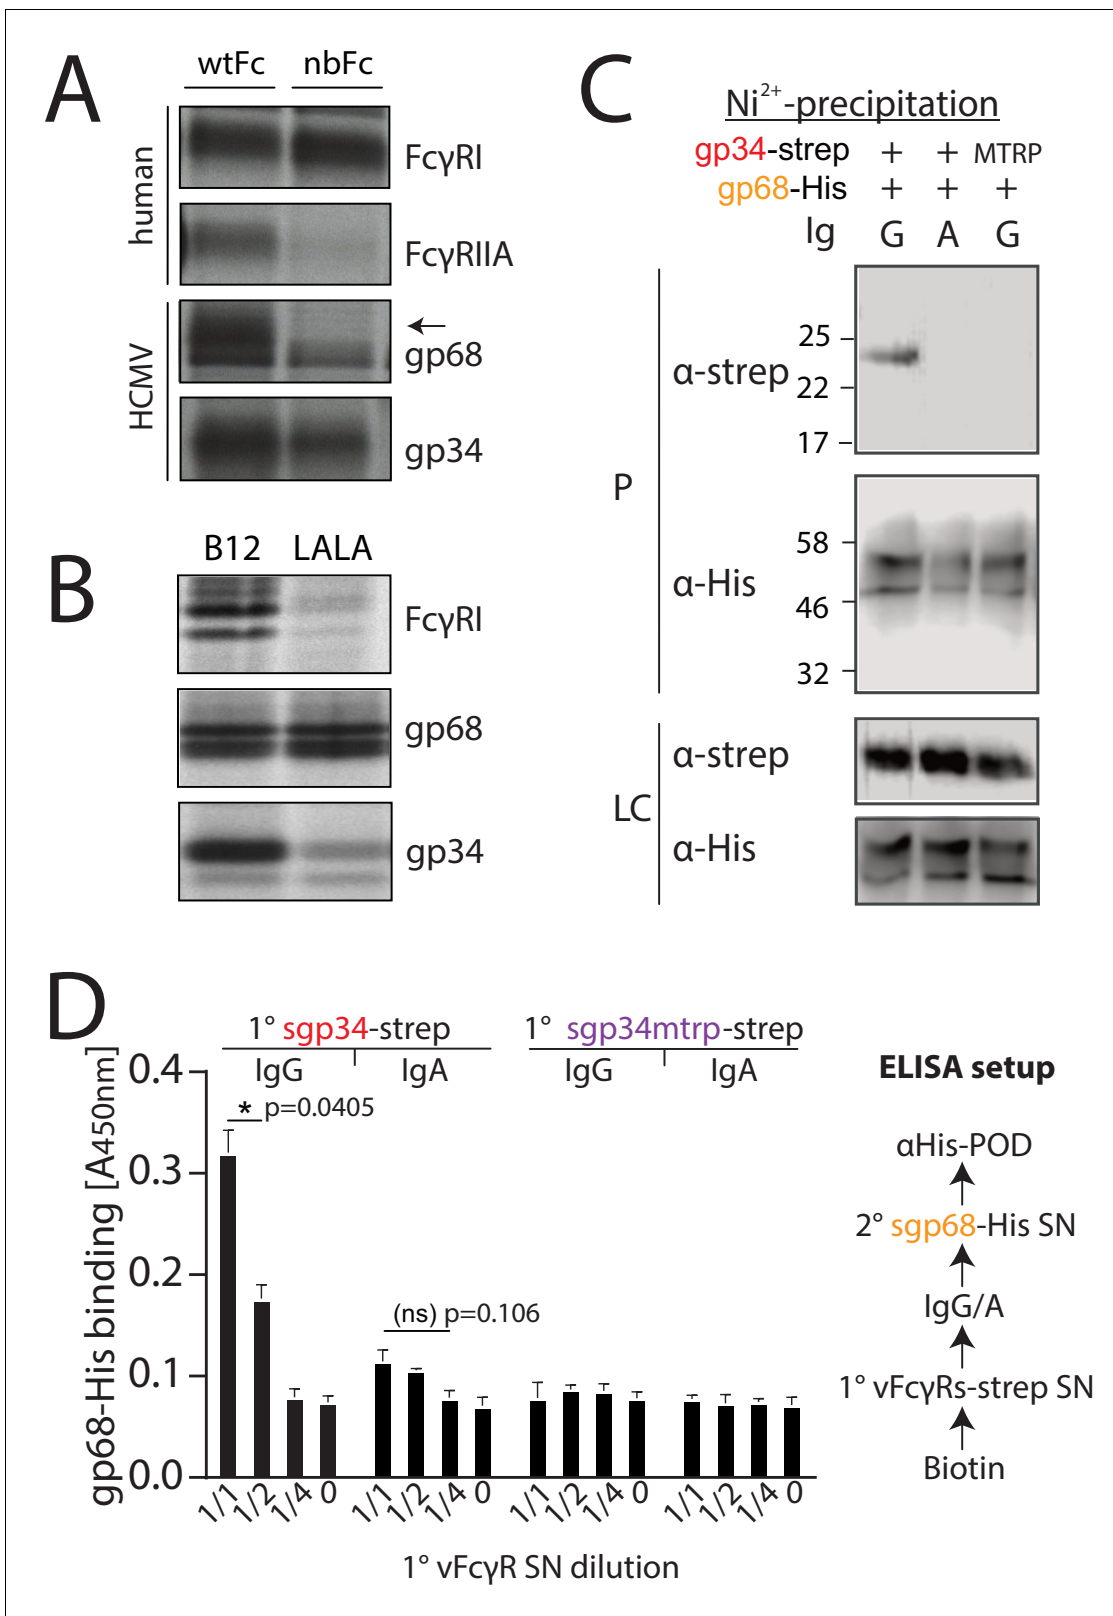 A
wtFc nbFc
human
FcγRI
FcγRIIA
HCMV
gp68
gp34
B
B12 LALA
FcγRI
gp68
gp34
C
Ni²⁺-precipitation
gp34-strep + + MTRP
gp68-His + + +
Ig G A G
P
α-strep
25
22
17
α-His
58
46
32
LC
α-strep
α-His
D
1° sgp34-strep 1° sgp34mtrp-strep
IgG IgA IgG IgA
* p=0.0405
(ns) p=0.106
gp68-His binding [A450nm]
0.4
0.3
0.2
0.1
0.0
1/1 1/2 1/4 0 1/1 1/2 1/4 0 1/1 1/2 1/4 0 1/1 1/2 1/4 0
1° vFcγR SN dilution
ELISA setup
αHis-POD
2° sgp68-His SN
IgG/A
1° vFcγRs-strep SN
Biotin